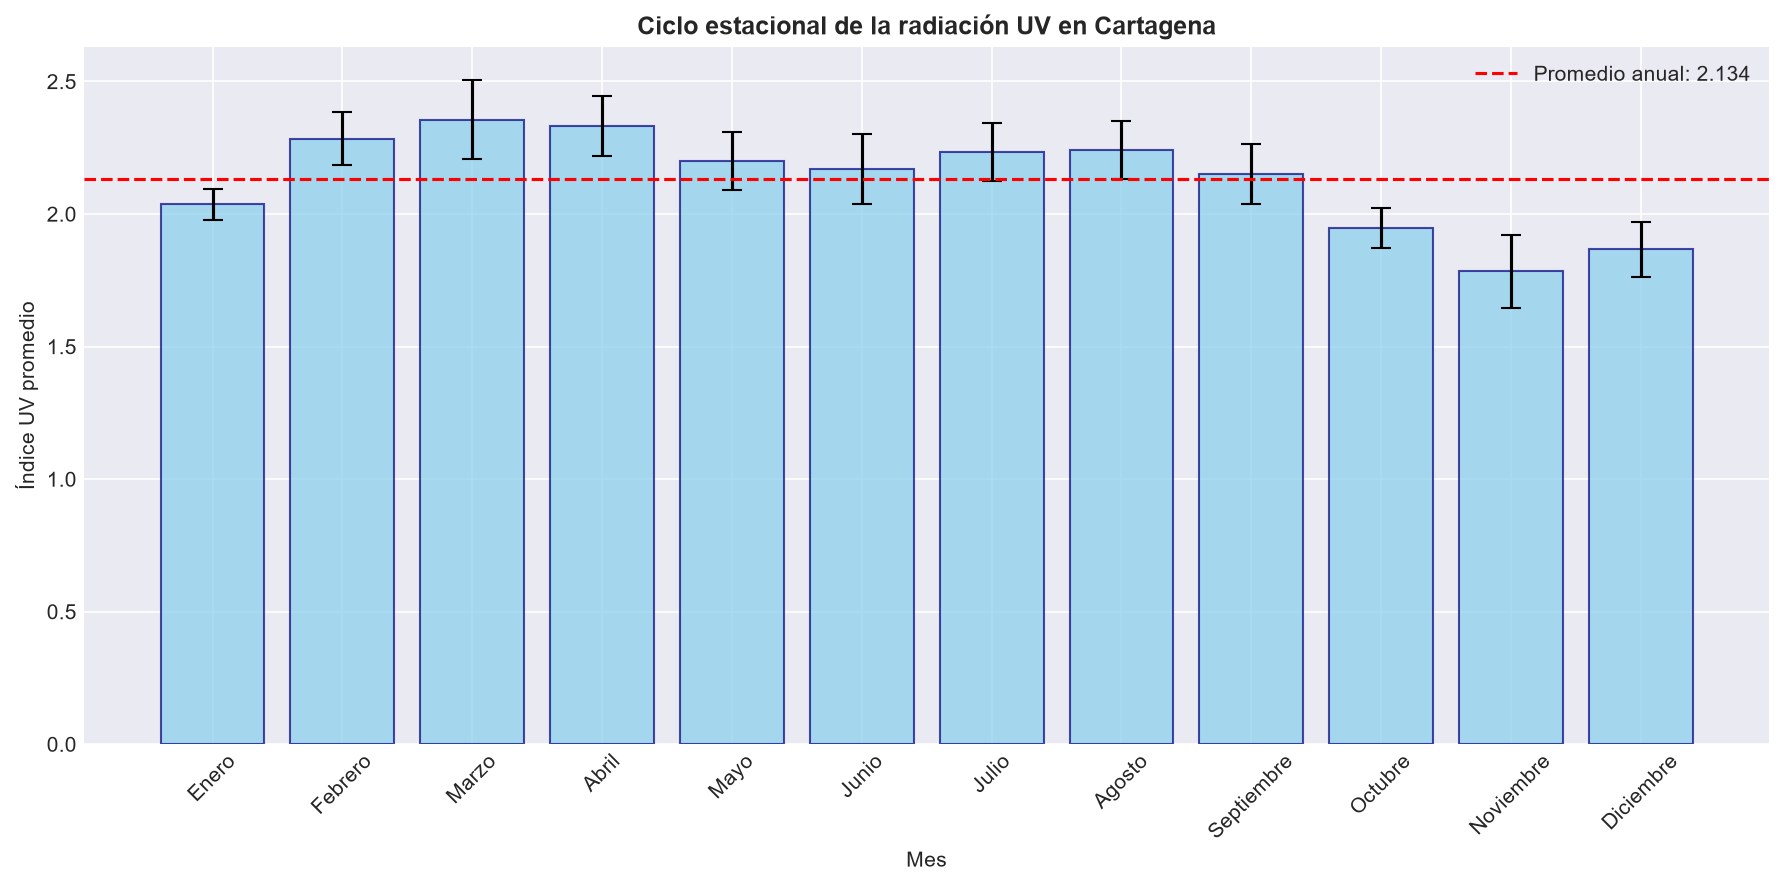 Ciclo estacional de la radiación UV en Cartagena
Promedio anual: 2.134
Índice UV promedio
2.5
2.0
1.5
1.0
0.5
0.0
Enero
Febrero
Marzo
Abril
Mayo
Junio
Julio
Agosto
Septiembre
Octubre
Noviembre
Diciembre
Mes